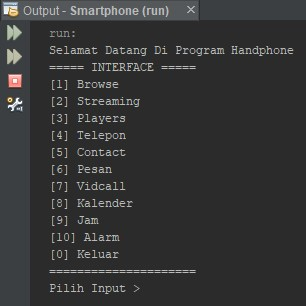 Output - Smartphone (run)
run:
Selamat Datang Di Program Handphone
===== INTERFACE =====
[1] Browse
[2] Streaming
[3] Players
[4] Telepon
[5] Contact
[6] Pesan
[7] Vidcall
[8] Kalender
[9] Jam
[10] Alarm
[0] Keluar
=====================
Pilih Input >